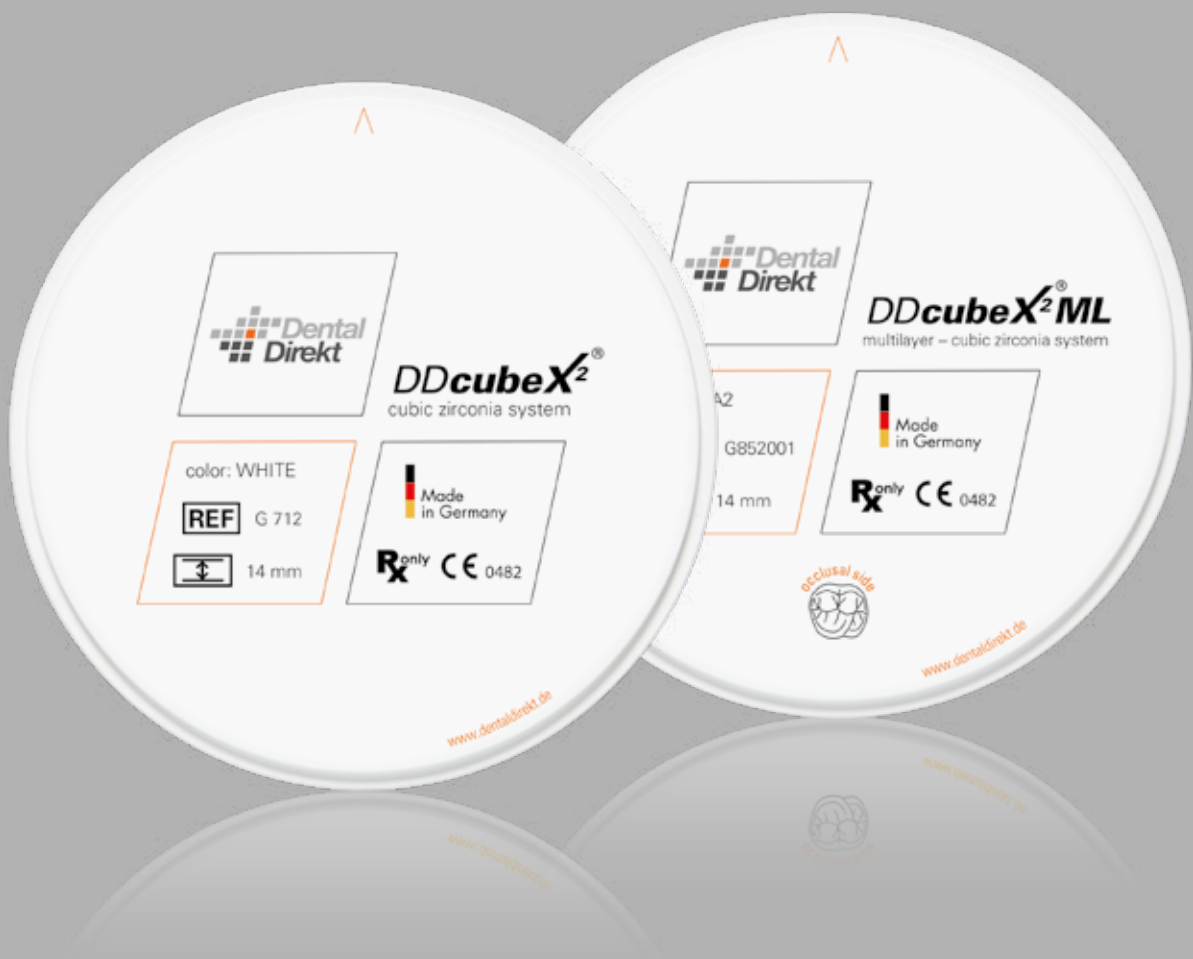 Dental
Direkt
DDcubeX²®
cubic zirconia system
color: WHITE
REF G 712
14 mm
Made
in Germany
Rx only CE 0482
www.dentaldirekt.de
Dental
Direkt
DDcubeX²® ML
multilayer – cubic zirconia system
A2
G852001
14 mm
Made
in Germany
Rx only CE 0482
occlusal side
www.dentaldirekt.de